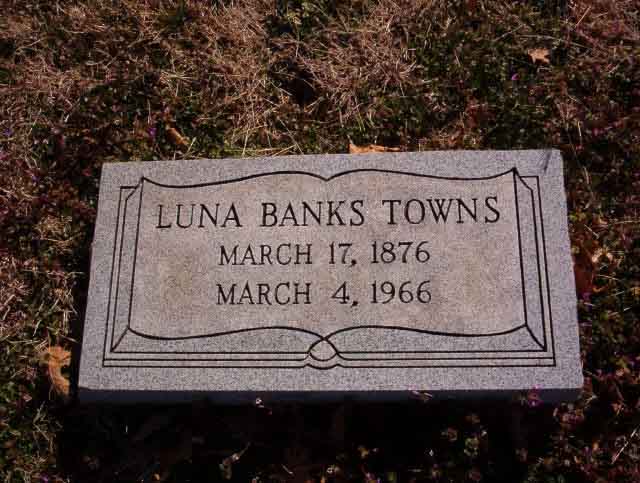 LUNA BANKS TOWNS
MARCH 17, 1876
MARCH 4, 1966